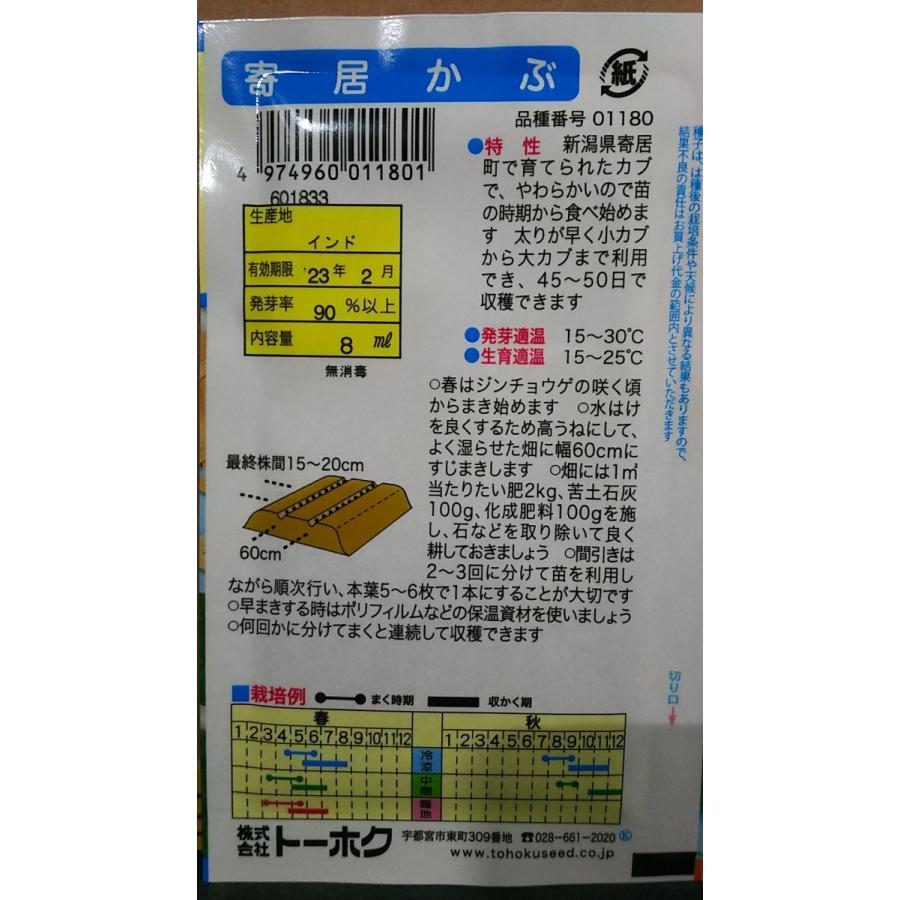 寄居かぶ
紙
品種番号 01180
4 974960 011801
601833
生産地
インド
有効期限 23年 2月
発芽率 90 %以上
内容量 8 ml
無消毒
●特性 新潟県寄居
町で育てられたカブ
で、やわらかいので苗
の時期から食べ始めま
す 太りが早く小カブ
から大カブまで利用
でき、45〜50日で
収穫できます
●発芽適温 15〜30℃
●生育適温 15〜25℃
○春はジンチョウゲの咲く頃
からまき始めます ○水はけ
を良くするため高うねにして、
よく湿らせた畑に幅60cmに
すじまきします ○畑には1㎡
当たりたい肥2kg、苦土石灰
100g、化成肥料100gを施
し、石などを取り除いて良く
耕しておきましょう ○間引きは
2〜3回に分けて苗を利用し
ながら順次行い、本葉5〜6枚で1本にすることが大切です
○早まきする時はポリフィルムなどの保温資材を使いましょう
○何回かに分けてまくと連続して収穫できます
最終株間15〜20cm
60cm
種子は、は種後の栽培条件や天候により異なる結果もありますので、
結果不良の責任はお買上げ代金の範囲内とさせていただきます
切り口
■栽培例 まく時期 収かく期
春 秋
1 2 3 4 5 6 7 8 9 10 11 12 1 2 3 4 5 6 7 8 9 10 11 12
冷涼
中間
暖地
株式会社 トーホク 宇都宮市東町309番地 ☎028-661-2020 Ⓚ
www.tohokuseed.co.jp